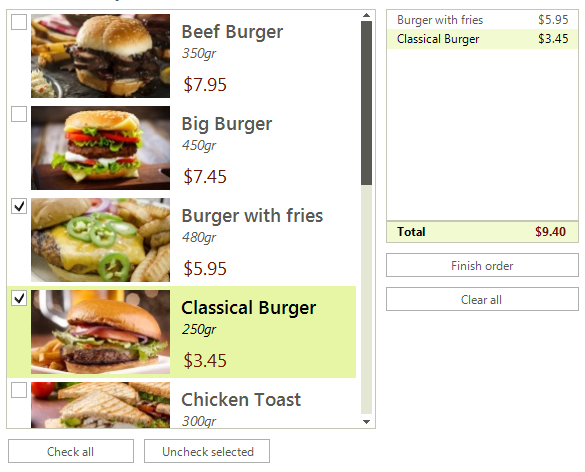 Beef Burger
350gr
$7.95
Big Burger
450gr
$7.45
Burger with fries
480gr
$5.95
Classical Burger
250gr
$3.45
Chicken Toast
300gr
Check all
Uncheck selected
Burger with fries $5.95
Classical Burger $3.45
Total $9.40
Finish order
Clear all